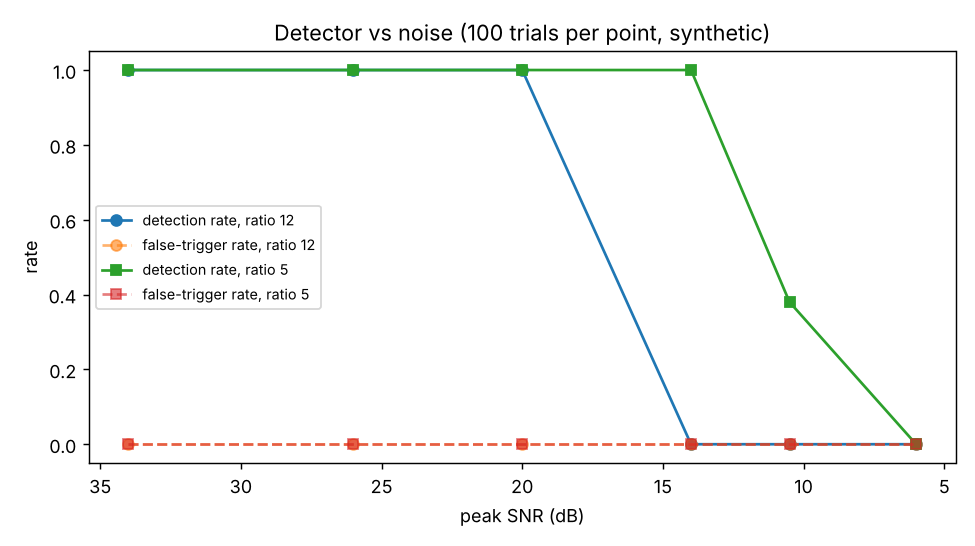 Detector vs noise (100 trials per point, synthetic)
1.0
0.8
0.6
0.4
0.2
0.0
rate
detection rate, ratio 12
false-trigger rate, ratio 12
detection rate, ratio 5
false-trigger rate, ratio 5
35 30 25 20 15 10 5
peak SNR (dB)